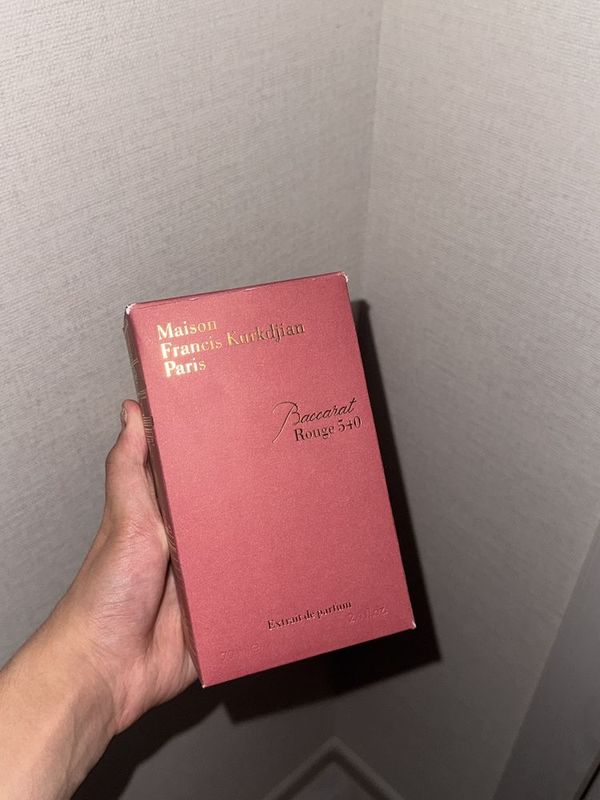 Maison
Francis Kurkdjian
Paris
Baccarat
Rouge 540
Extrait de parfum